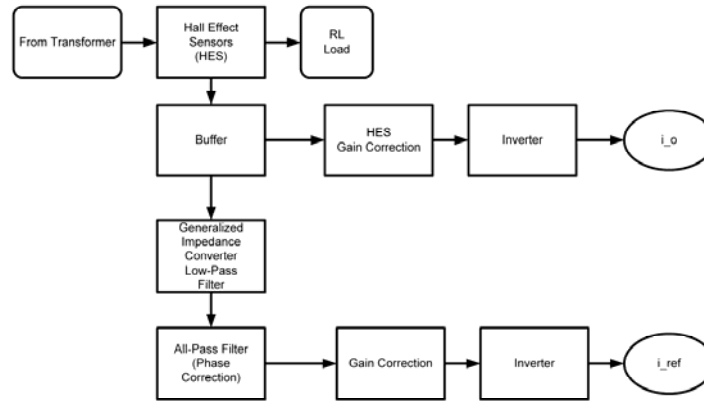 From Transformer
Hall Effect
Sensors
(HES)
RL
Load
Buffer
HES
Gain Correction
Inverter
i_o
Generalized
Impedance
Converter
Low-Pass
Filter
All-Pass Filter
(Phase
Correction)
Gain Correction
Inverter
i_ref